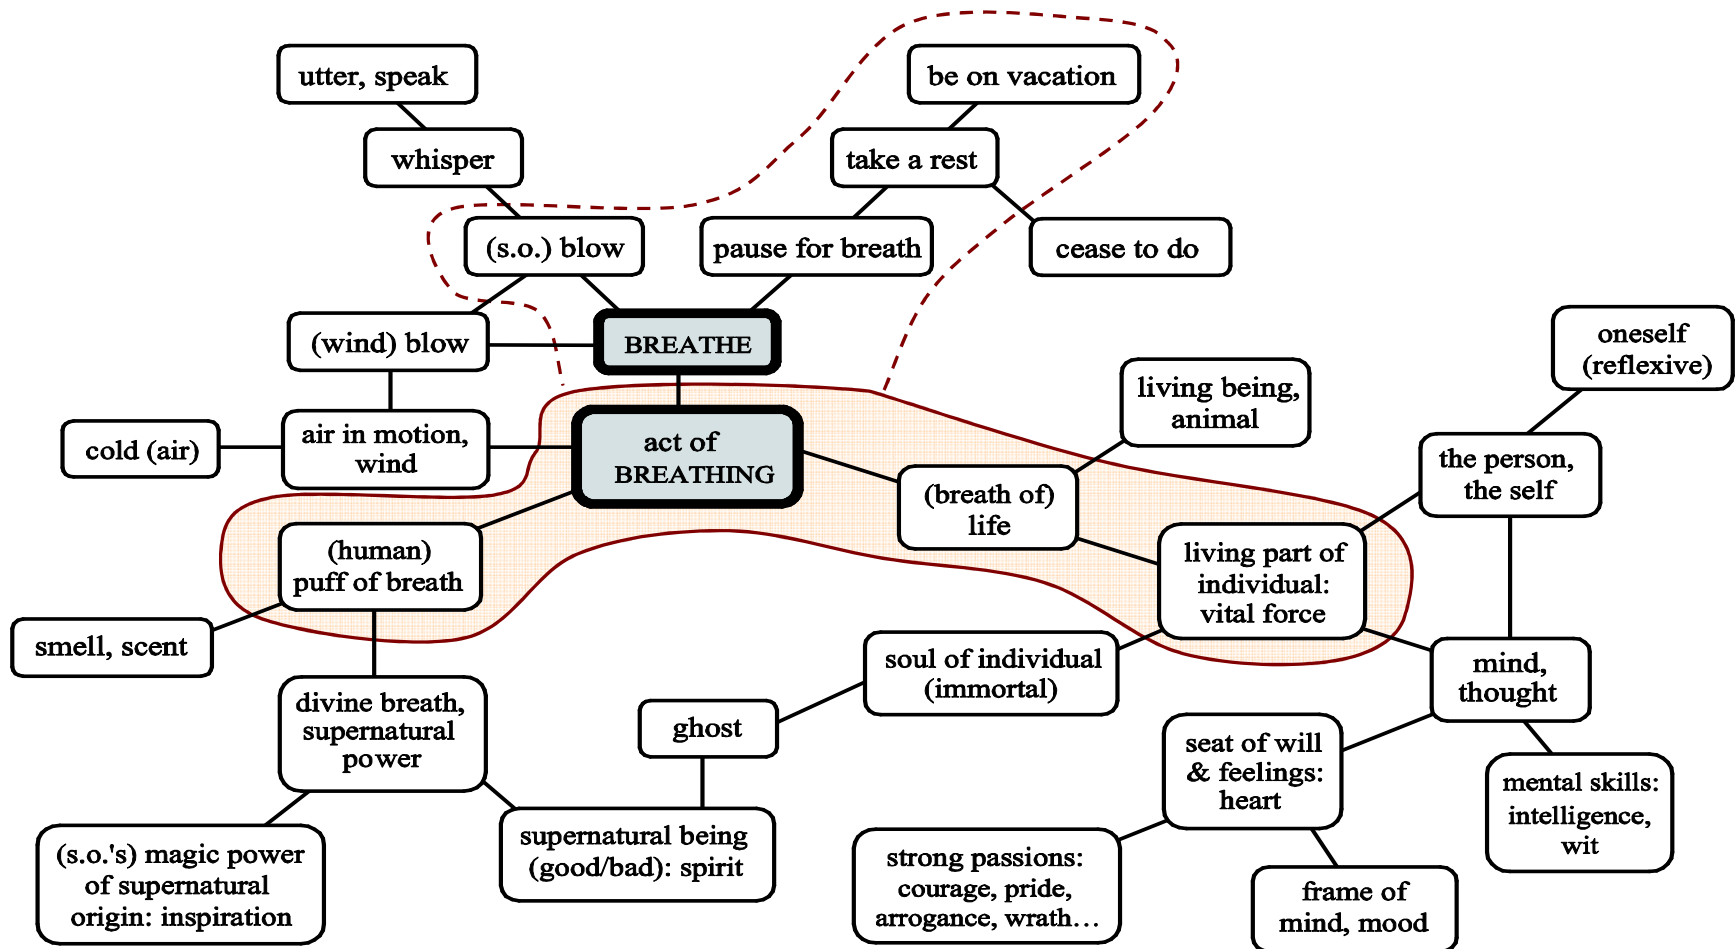 utter, speak
be on vacation
whisper
take a rest
(s.o.) blow
pause for breath
cease to do
(wind) blow
BREATHE
oneself
(reflexive)
living being,
animal
cold (air)
air in motion,
wind
act of
BREATHING
the person,
the self
(breath of)
life
(human)
puff of breath
living part of
individual:
vital force
smell, scent
soul of individual
(immortal)
mind,
thought
divine breath,
supernatural
power
ghost
seat of will
& feelings:
heart
mental skills:
intelligence,
wit
(s.o.'s) magic power
of supernatural
origin: inspiration
supernatural being
(good/bad): spirit
strong passions:
courage, pride,
arrogance, wrath…
frame of
mind, mood